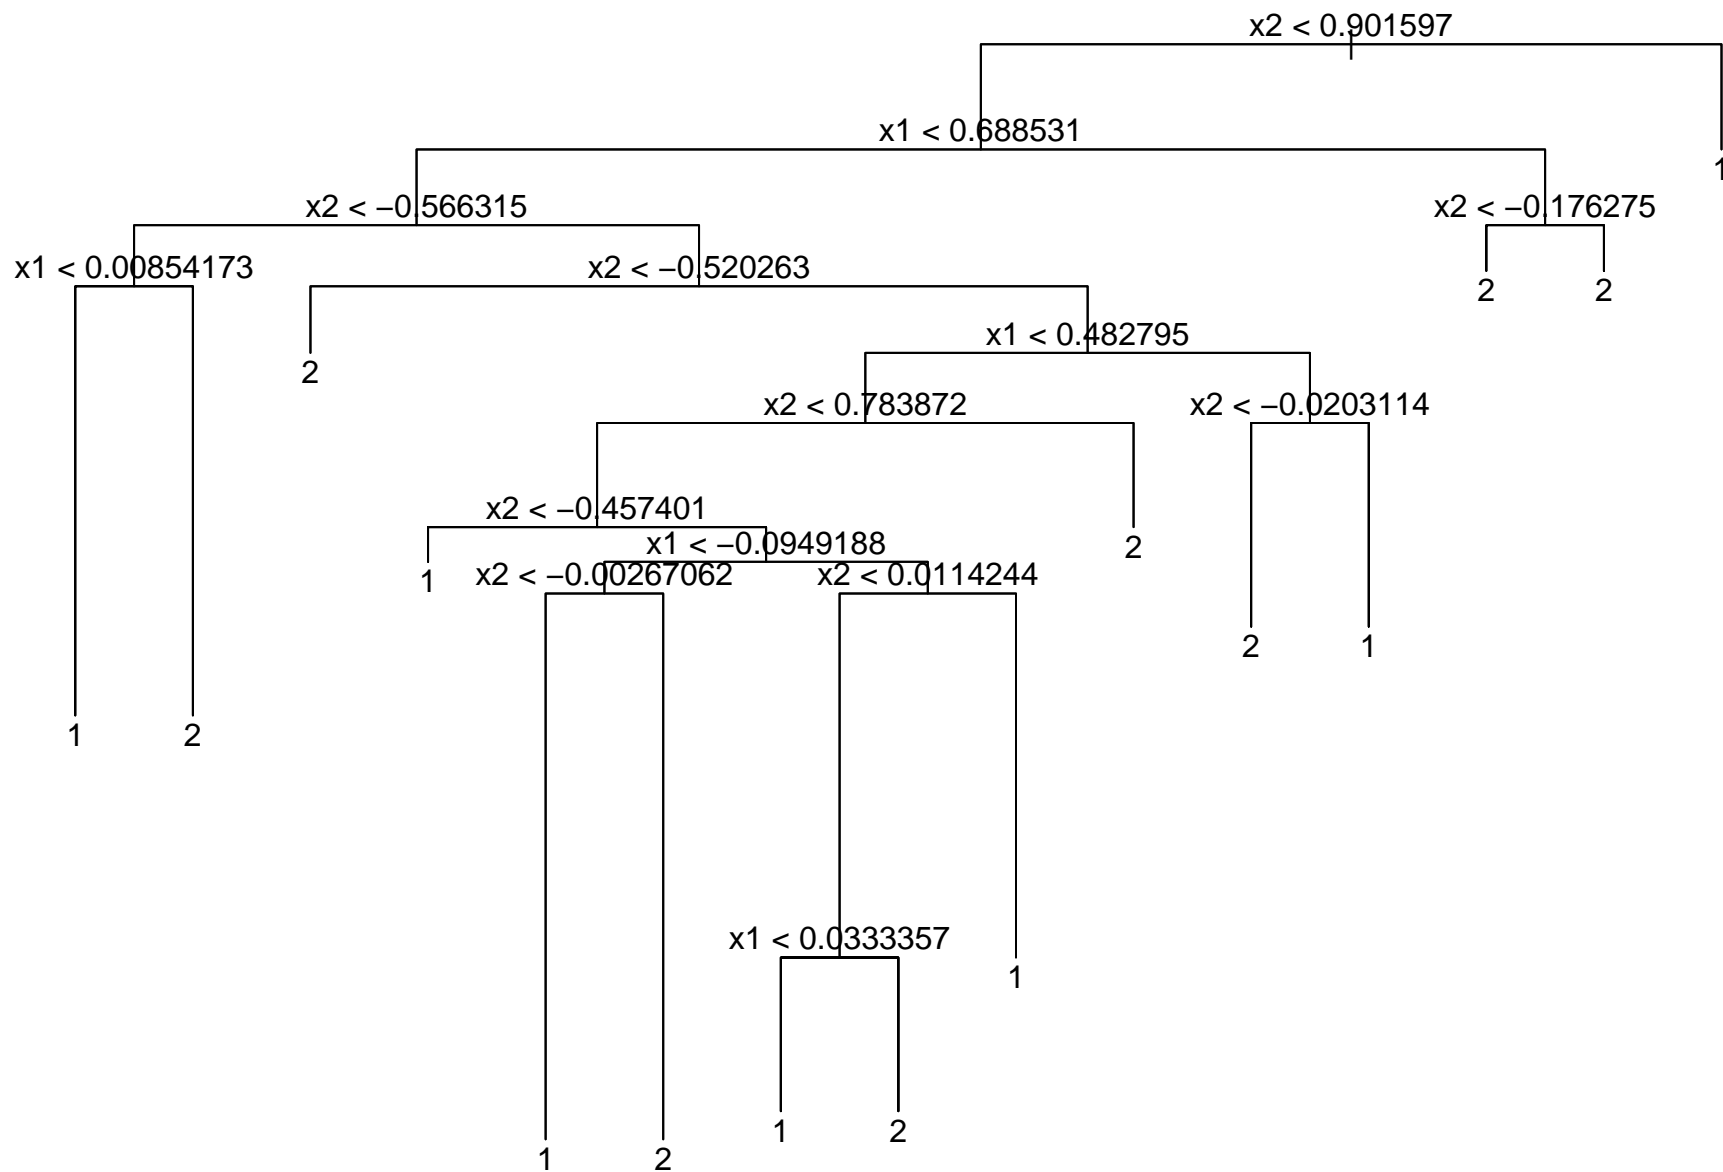 x2 < 0.901597
x1 < 0.688531
1
x2 < −0.566315
x2 < −0.176275
x1 < 0.00854173
x2 < −0.520263
2
2
x1 < 0.482795
2
x2 < 0.783872
x2 < −0.0203114
x2 < −0.457401
x1 < −0.0949188
2
1
x2 < −0.00267062
x2 < 0.0114244
2
1
1
2
x1 < 0.0333357
1
1
2
1
2